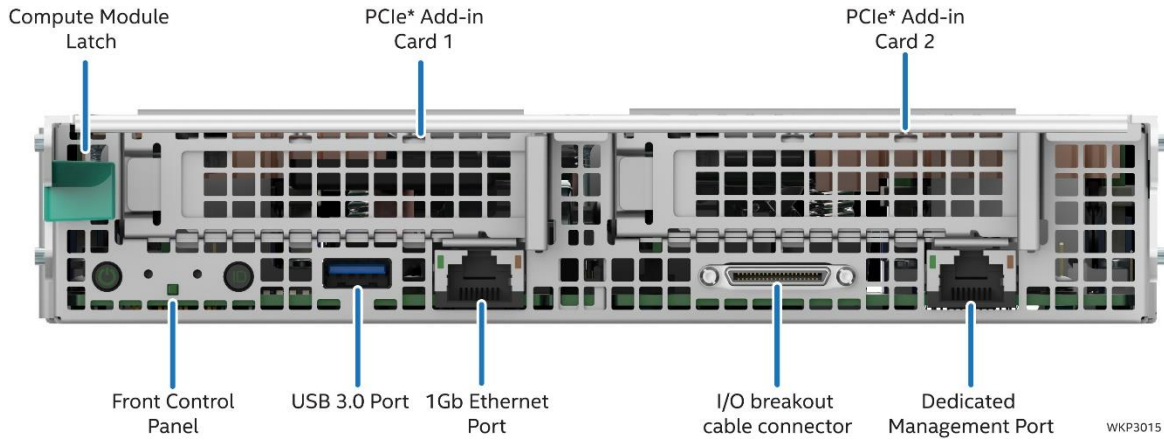 Compute Module
Latch
PCIe* Add-in
Card 1
PCIe* Add-in
Card 2
ID
Front Control
Panel
USB 3.0 Port
1Gb Ethernet
Port
I/O breakout
cable connector
Dedicated
Management Port
WKP3015